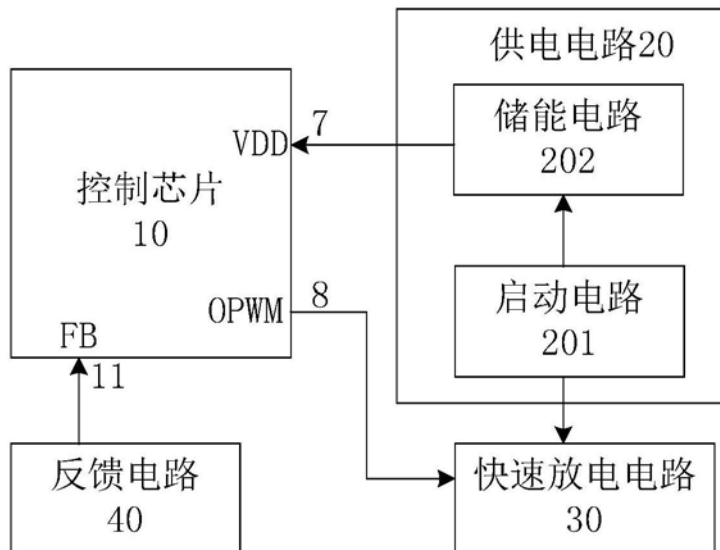 供电电路20
储能电路
202
7
VDD
控制芯片
10
启动电路
201
OPWM
8
FB
11
反馈电路
40
快速放电电路
30